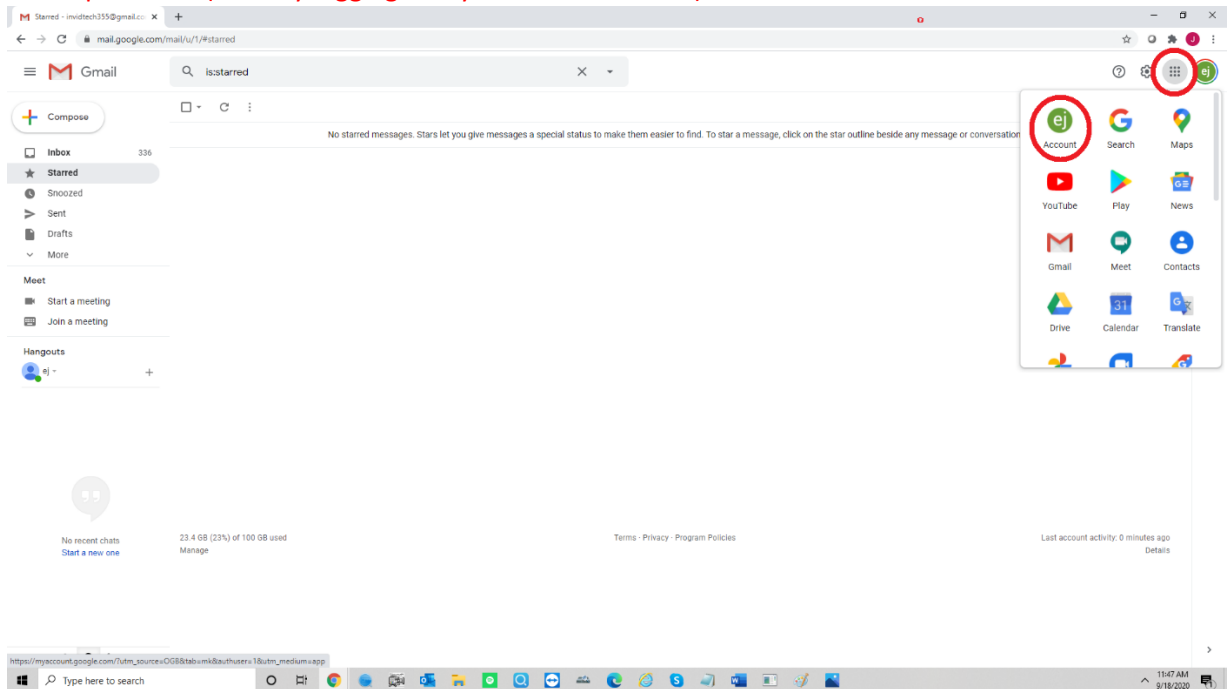 Starred - invidtech355@gmail.co
mail.google.com/mail/u/1/#starred
Gmail
is:starred
Compose
No starred messages. Stars let you give messages a special status to make them easier to find. To star a message, click on the star outline beside any message or conversation
Inbox 336
Starred
Snoozed
Sent
Drafts
More
Meet
Start a meeting
Join a meeting
Hangouts
ej
No recent chats
Start a new one
ej
J
ej
Account Search Maps
YouTube Play News
Gmail Meet Contacts
31
Drive Calendar Translate
23.4 GB (23%) of 100 GB used
Manage
Terms · Privacy · Program Policies
Last account activity: 0 minutes ago
Details
https://myaccount.google.com/?utm_source=OGB&tab=mk&authuser=1&utm_medium=app
Type here to search
11:47 AM
9/18/2020